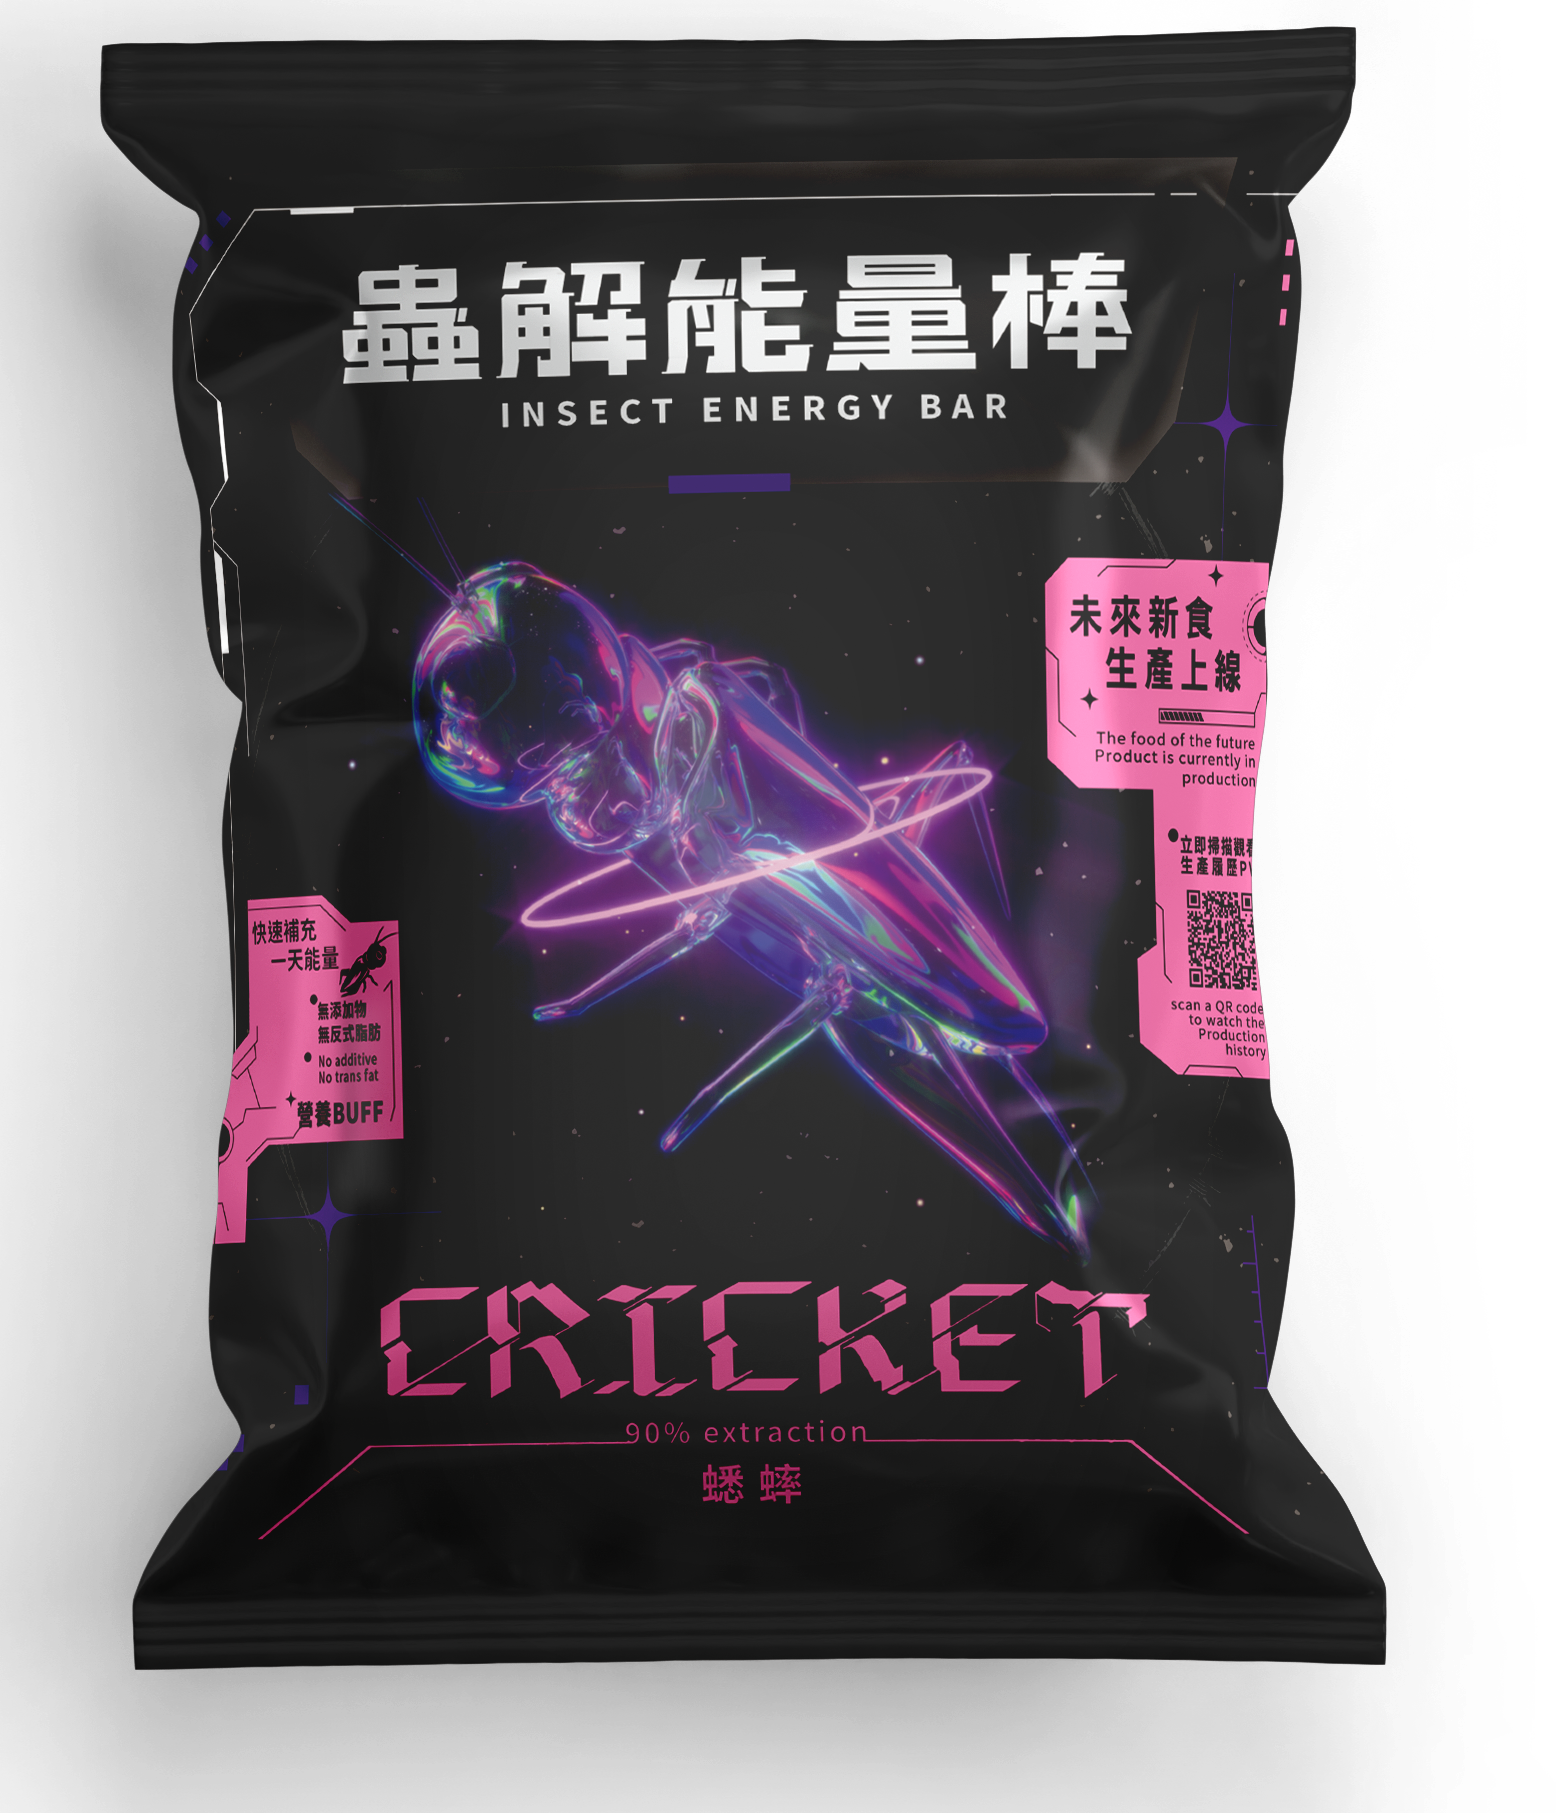 蟲解能量棒
INSECT ENERGY BAR
未來新食
生產上線
The food of the future
Product is currently in
production
立即掃描觀看
生產履歷PV
scan a QR code
to watch the
Production
history
快速補充
一天能量
無添加物
無反式脂肪
No additive
No trans fat
營養BUFF
CRICKET
90% extraction
蟋蟀